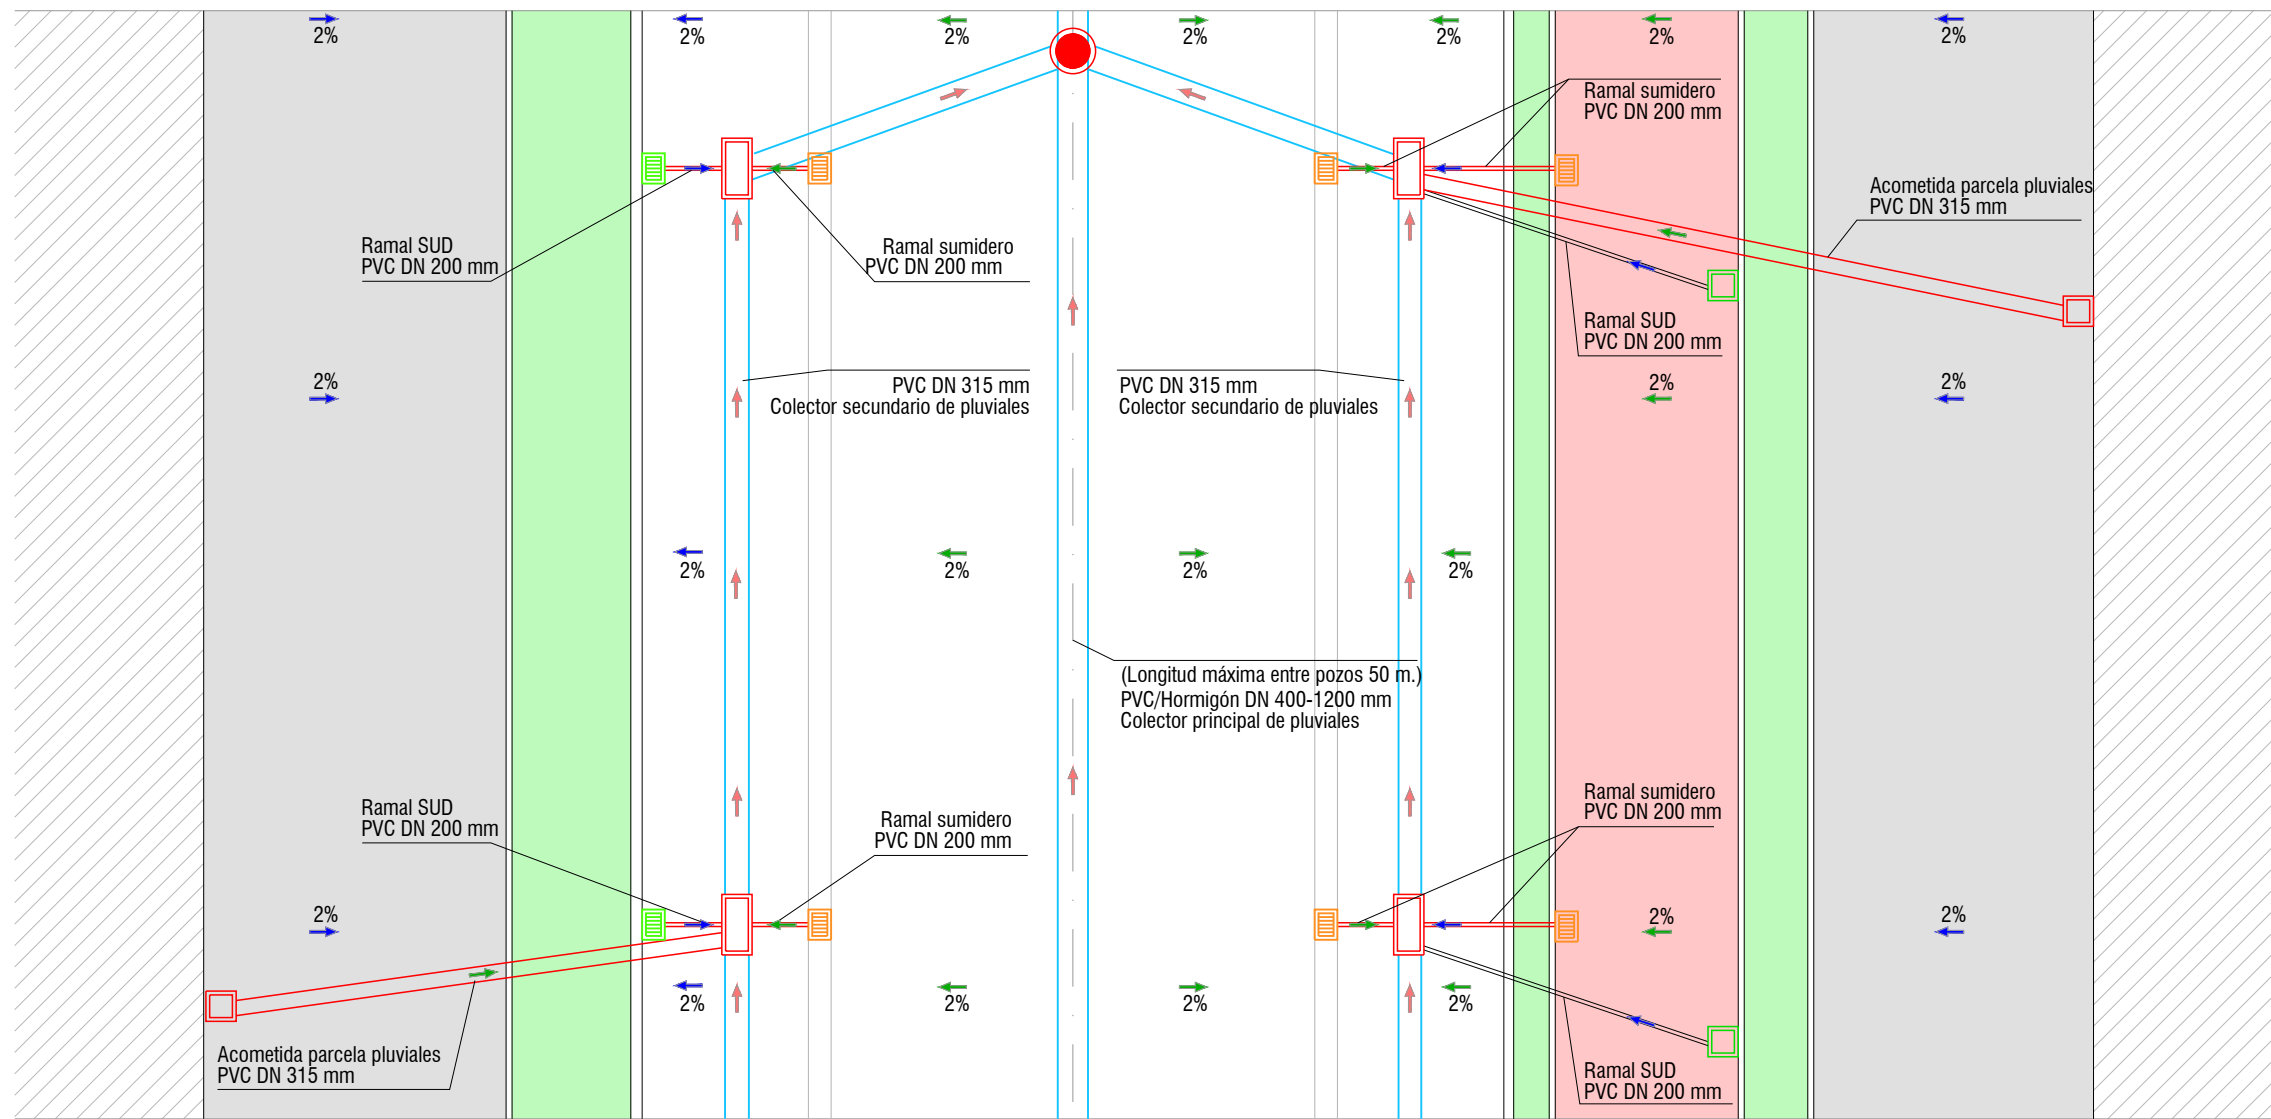 2%
2%
2%
2%
2%
2%
2%
Ramal sumidero
PVC DN 200 mm
Acometida parcela pluviales
PVC DN 315 mm
Ramal SUD
PVC DN 200 mm
Ramal sumidero
PVC DN 200 mm
Ramal SUD
PVC DN 200 mm
2%
PVC DN 315 mm
Colector secundario de pluviales
PVC DN 315 mm
Colector secundario de pluviales
2%
2%
2%
2%
2%
2%
(Longitud máxima entre pozos 50 m.)
PVC/Hormigón DN 400-1200 mm
Colector principal de pluviales
Ramal SUD
PVC DN 200 mm
Ramal sumidero
PVC DN 200 mm
Ramal sumidero
PVC DN 200 mm
2%
2%
2%
2%
2%
2%
2%
Acometida parcela pluviales
PVC DN 315 mm
Ramal SUD
PVC DN 200 mm